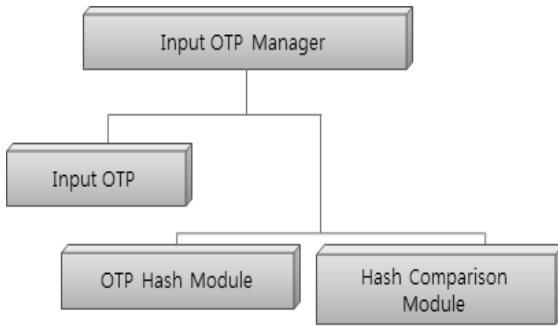 Input OTP Manager
Input OTP
OTP Hash Module
Hash Comparison
Module